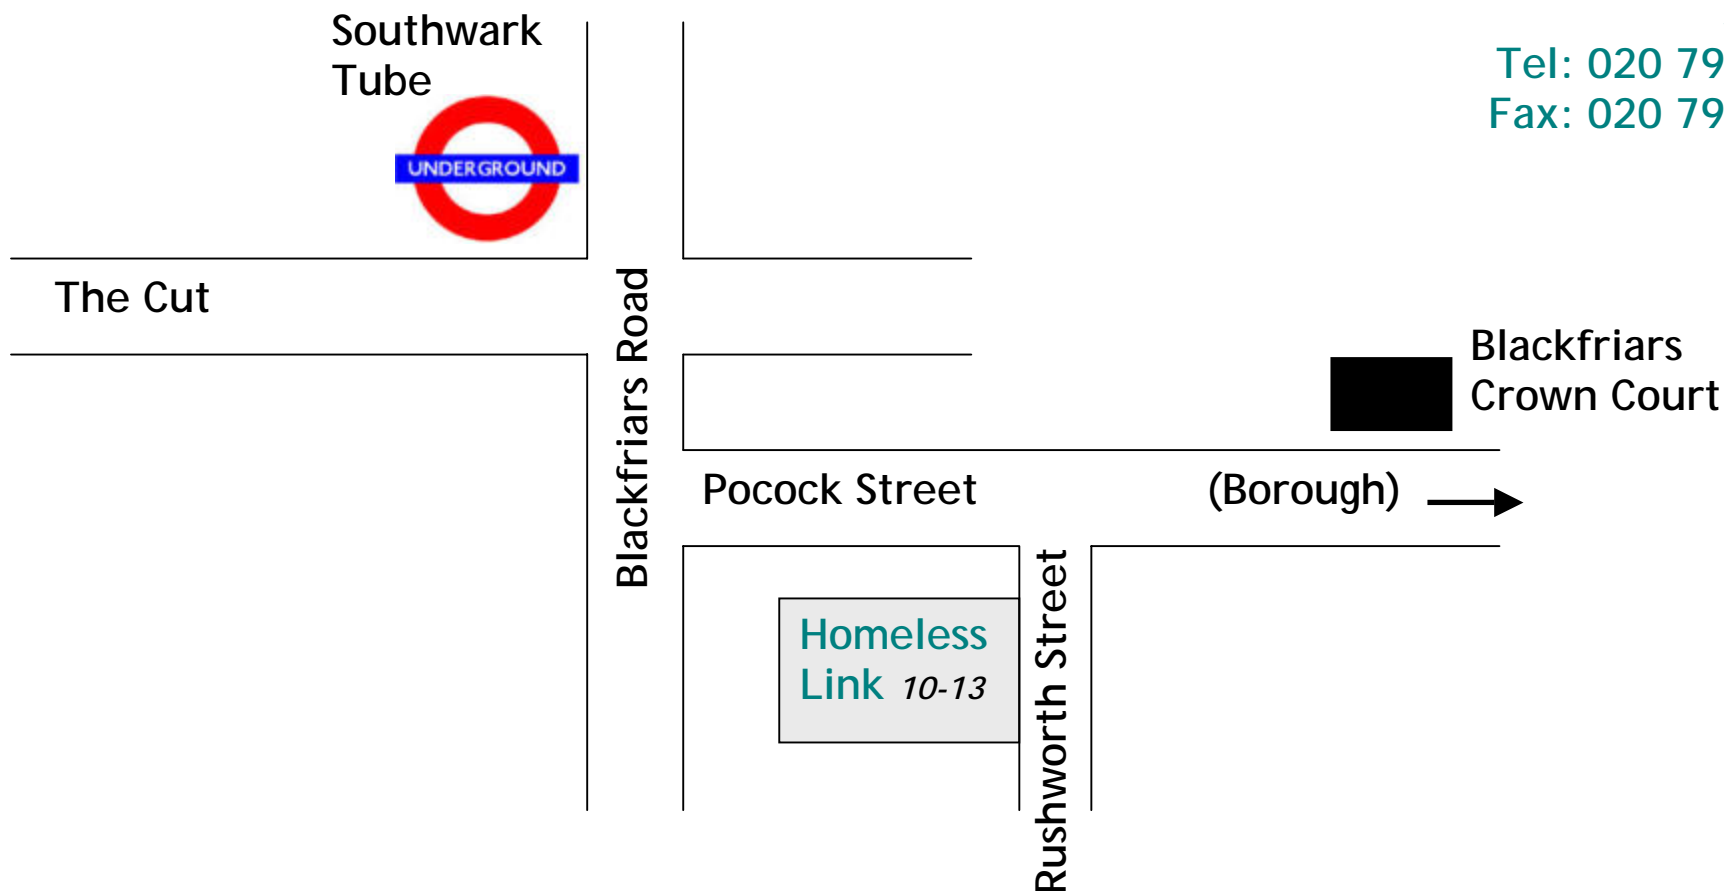 Southwark
Tube
UNDERGROUND
Tel: 020 79
Fax: 020 79
The Cut
Blackfriars Road
Blackfriars
Crown Court
Pocock Street
(Borough)
Homeless
Link 10-13
Rushworth Street